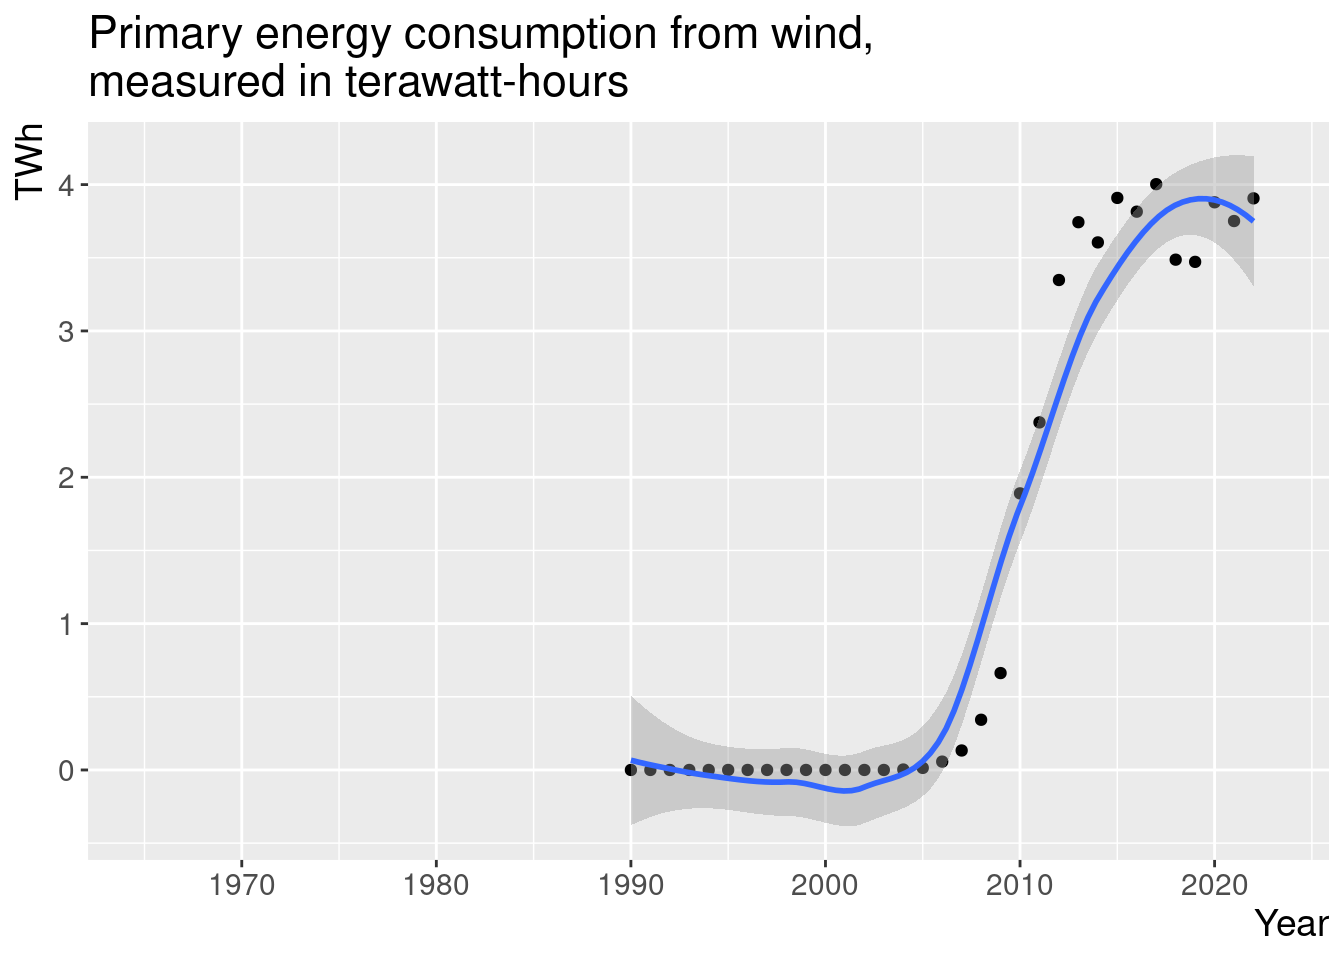 Primary energy consumption from wind,
measured in terawatt-hours
TWh
4
3
2
1
0
1970 1980 1990 2000 2010 2020
Year